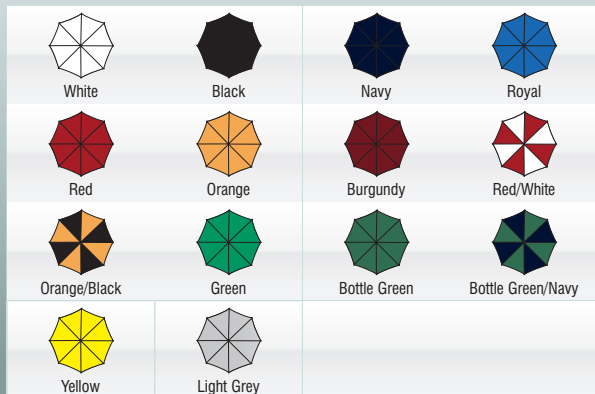 White
Black
Navy
Royal
Red
Orange
Burgundy
Red/White
Orange/Black
Green
Bottle Green
Bottle Green/Navy
Yellow
Light Grey